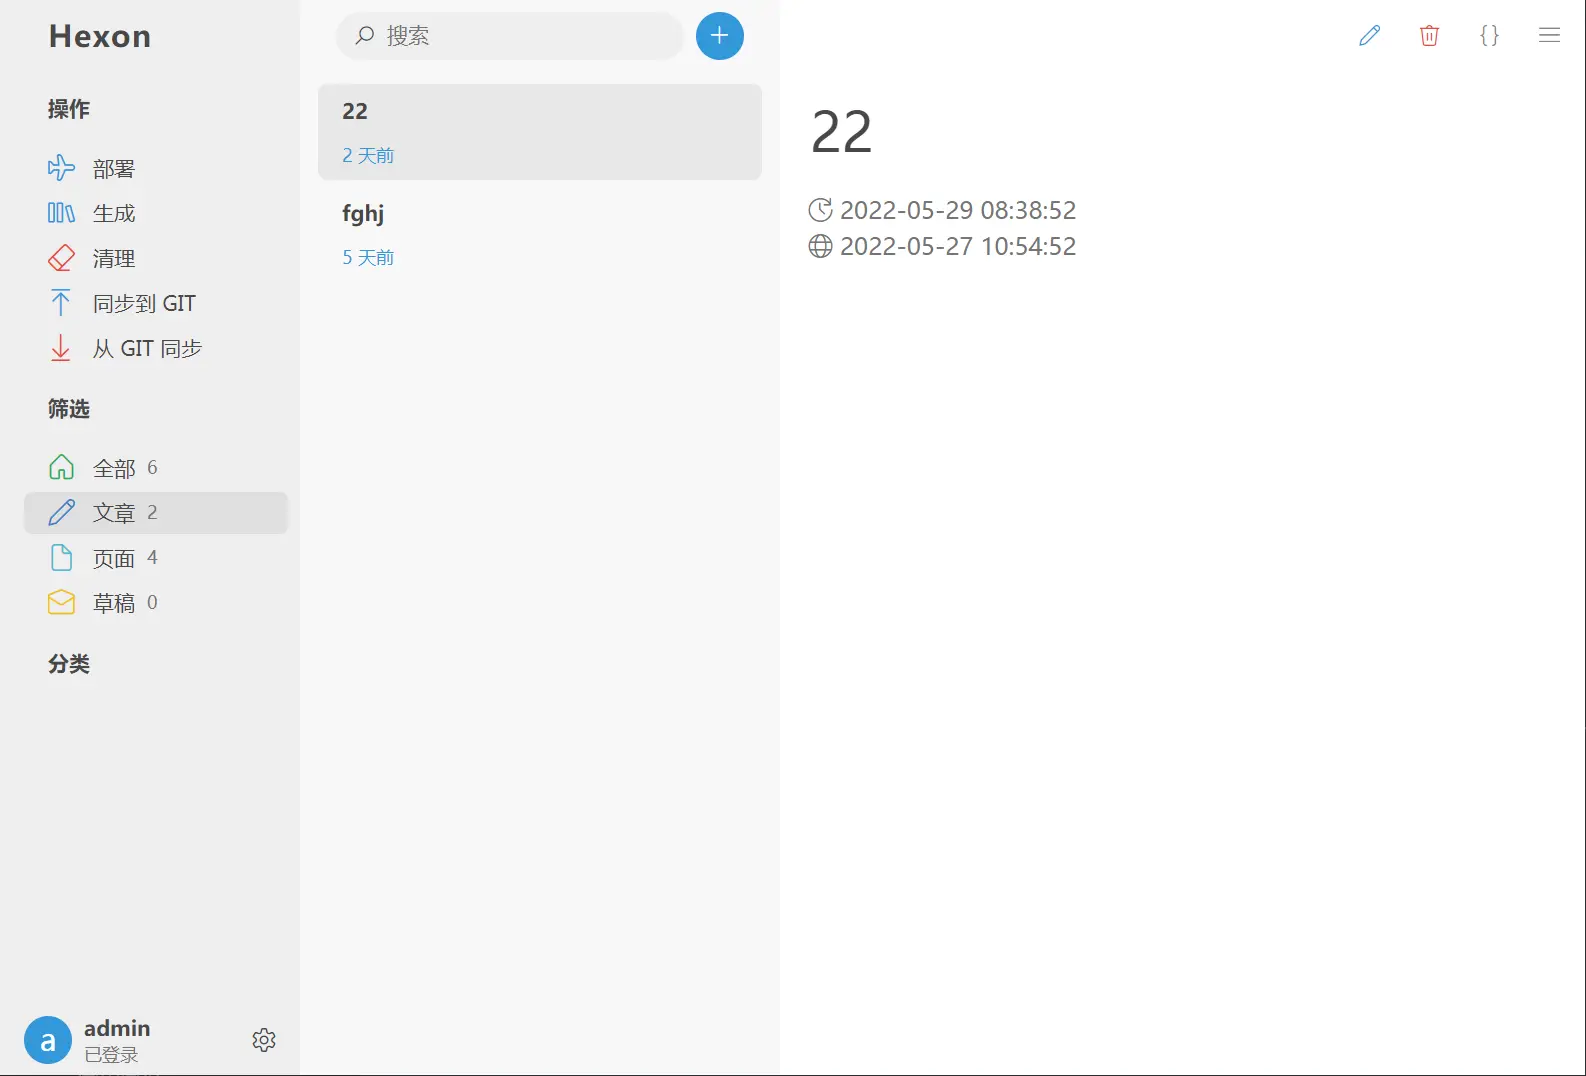 Hexon
操作
部署
生成
清理
同步到 GIT
从 GIT 同步
筛选
全部 6
文章 2
页面 4
草稿 0
分类
a
admin
已登录
搜索
22
2 天前
fghj
5 天前
22
2022-05-29 08:38:52
2022-05-27 10:54:52